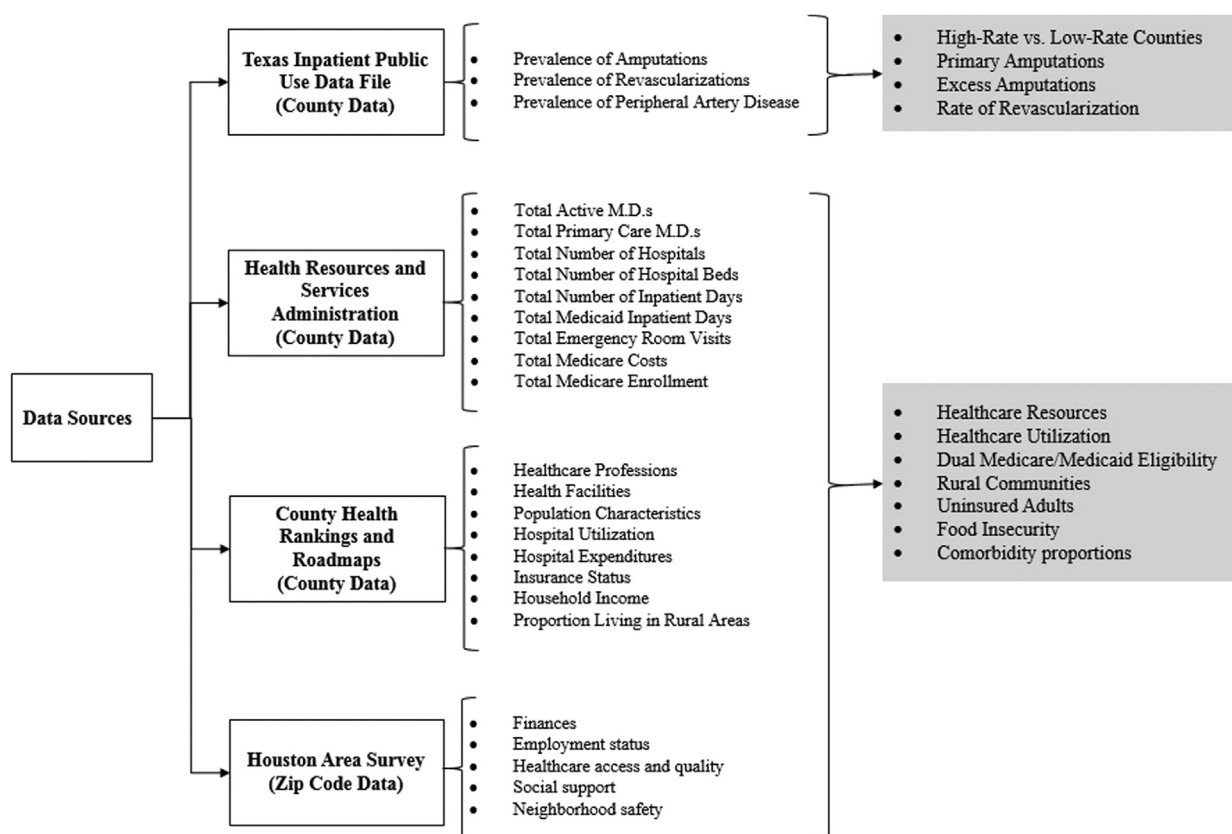 Data Sources
Texas Inpatient Public
Use Data File
(County Data)
• Prevalence of Amputations
• Prevalence of Revascularizations
• Prevalence of Peripheral Artery Disease
• High-Rate vs. Low-Rate Counties
• Primary Amputations
• Excess Amputations
• Rate of Revascularization
Health Resources and
Services
Administration
(County Data)
• Total Active M.D.s
• Total Primary Care M.D.s
• Total Number of Hospitals
• Total Number of Hospital Beds
• Total Number of Inpatient Days
• Total Medicaid Inpatient Days
• Total Emergency Room Visits
• Total Medicare Costs
• Total Medicare Enrollment
County Health
Rankings and
Roadmaps
(County Data)
• Healthcare Professions
• Health Facilities
• Population Characteristics
• Hospital Utilization
• Hospital Expenditures
• Insurance Status
• Household Income
• Proportion Living in Rural Areas
Houston Area Survey
(Zip Code Data)
• Finances
• Employment status
• Healthcare access and quality
• Social support
• Neighborhood safety
• Healthcare Resources
• Healthcare Utilization
• Dual Medicare/Medicaid Eligibility
• Rural Communities
• Uninsured Adults
• Food Insecurity
• Comorbidity proportions